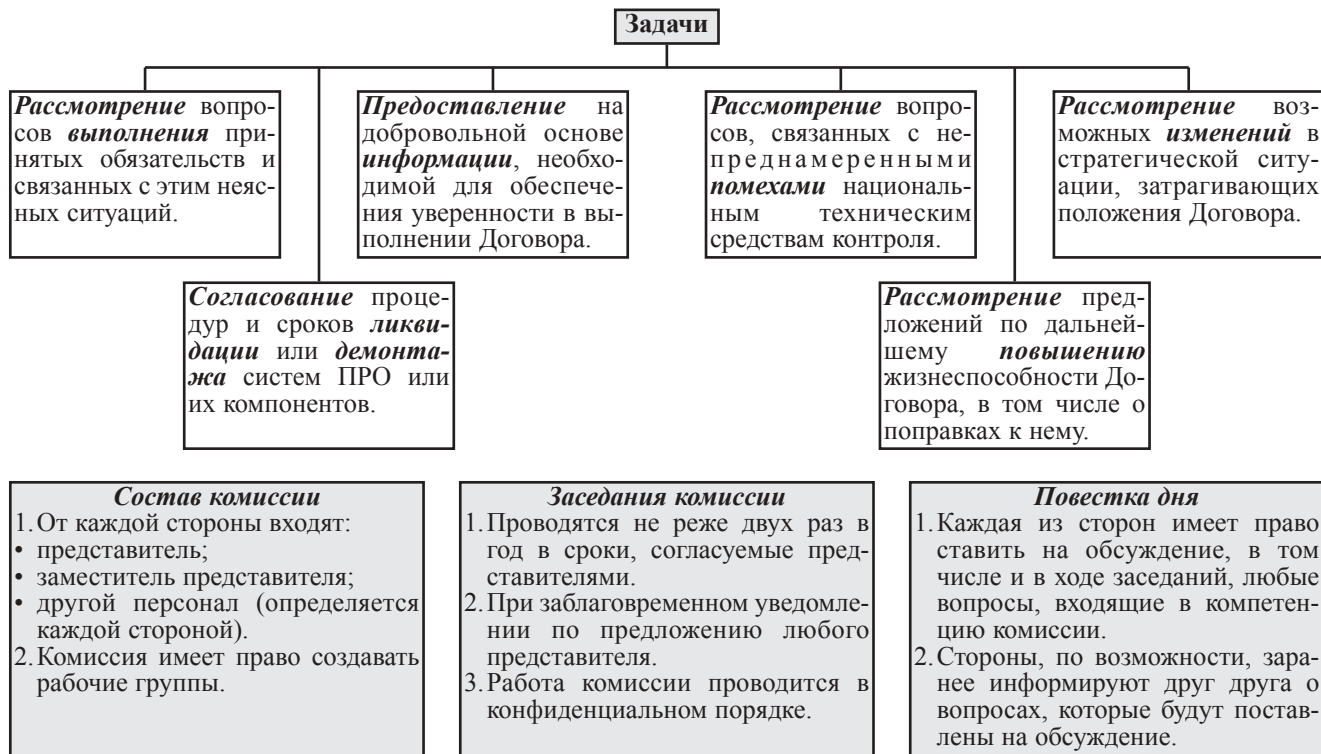 Задачи
Рассмотрение вопро-
сов выполнения при-
нятых обязательств и
связанных с этим неяс-
ных ситуаций.
Предоставление на
добровольной основе
информации, необхо-
димой для обеспече-
ния уверенности в вы-
полнении Договора.
Рассмотрение вопро-
сов, связанных с не-
преднамеренными
помехами националь-
ным техническим
средствам контроля.
Рассмотрение воз-
можных изменений в
стратегической ситу-
ации, затрагивающих
положения Договора.
Согласование проце-
дур и сроков ликви-
дации или демонта-
жа систем ПРО или
их компонентов.
Рассмотрение пред-
ложений по дальней-
шему повышению
жизнеспособности До-
говора, в том числе о
поправках к нему.
Состав комиссии
1. От каждой стороны входят:
• представитель;
• заместитель представителя;
• другой персонал (определяется
каждой стороной).
2. Комиссия имеет право создавать
рабочие группы.
Заседания комиссии
1. Проводятся не реже двух раз в
год в сроки, согласуемые пред-
ставителями.
2. При заблаговременном уведомле-
нии по предложению любого
представителя.
3. Работа комиссии проводится в
конфиденциальном порядке.
Повестка дня
1. Каждая из сторон имеет право
ставить на обсуждение, в том
числе и в ходе заседаний, любые
вопросы, входящие в компетен-
цию комиссии.
2. Стороны, по возможности, зара-
нее информируют друг друга о
вопросах, которые будут постав-
лены на обсуждение.